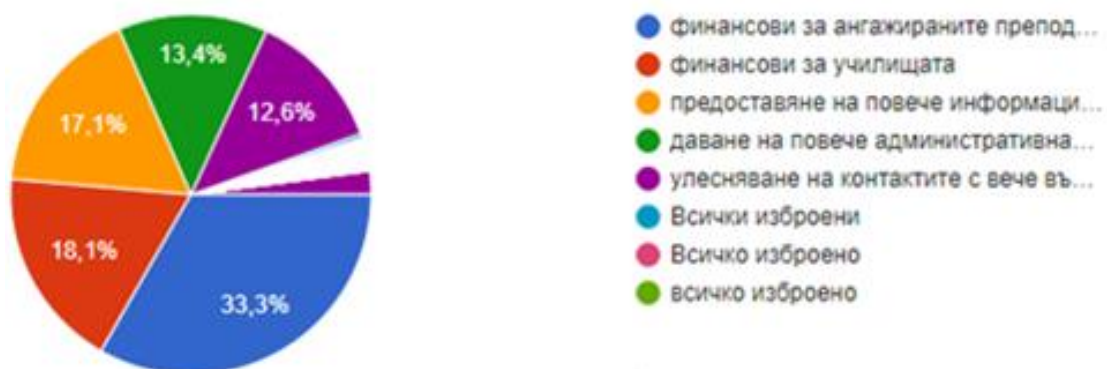 13,4%
12,6%
17,1%
18,1%
33,3%
финансови за ангажираните препод...
финансови за училищата
предоставяне на повече информаци...
даване на повече административна...
улесняване на контактите с вече въ...
Всички изброени
Всичко изброено
всичко изброено